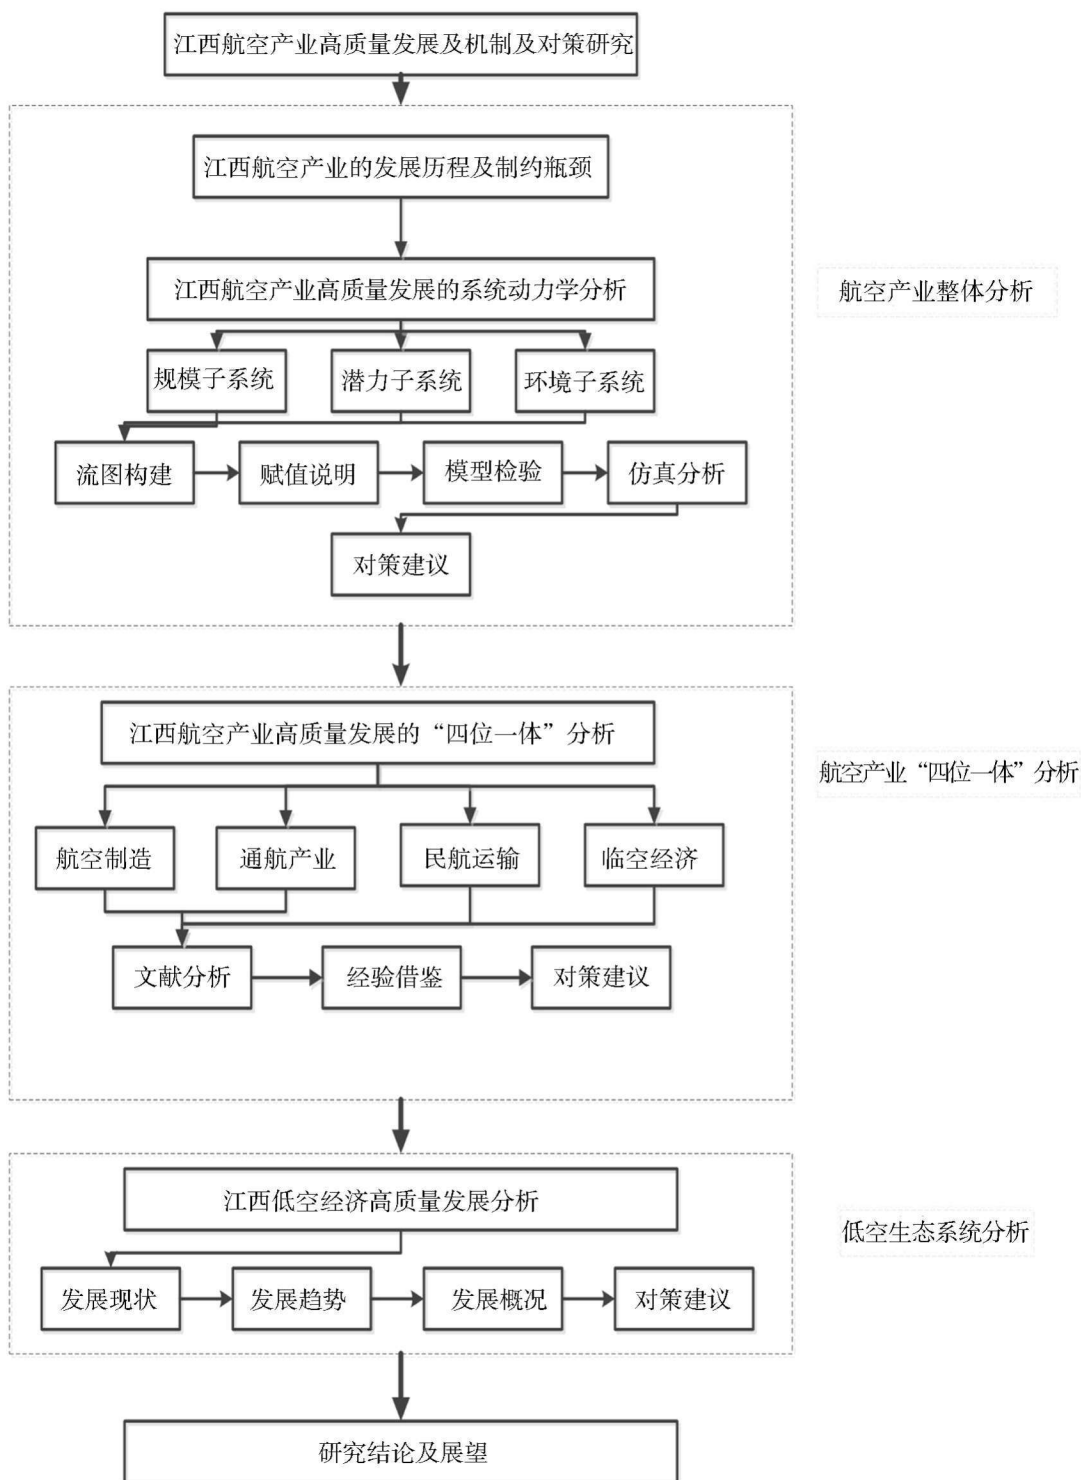 江西航空产业高质量发展及机制及对策研究
江西航空产业的发展历程及制约瓶颈
江西航空产业高质量发展的系统动力学分析
航空产业整体分析
规模子系统
潜力子系统
环境子系统
流图构建
赋值说明
模型检验
仿真分析
对策建议
江西航空产业高质量发展的“四位一体”分析
航空产业“四位一体”分析
航空制造
通航产业
民航运输
临空经济
文献分析
经验借鉴
对策建议
江西低空经济高质量发展分析
低空生态系统分析
发展现状
发展趋势
发展概况
对策建议
研究结论及展望